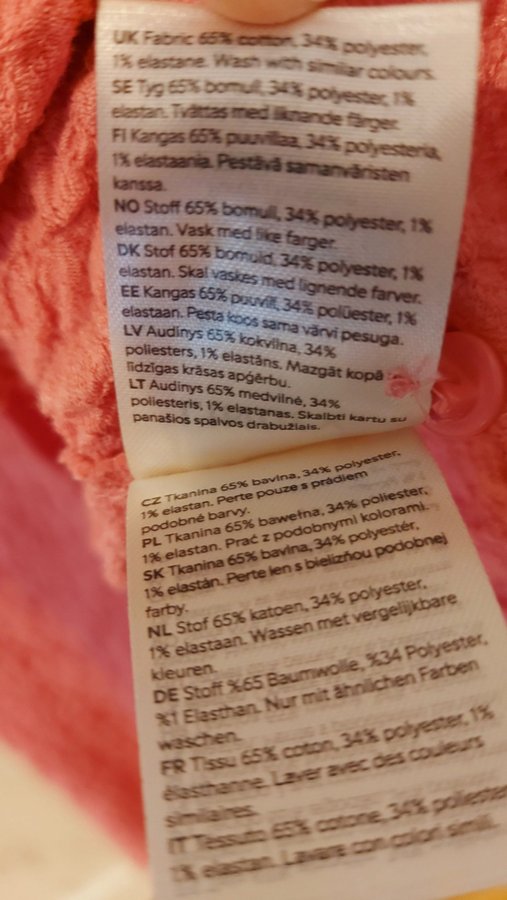 UK Fabric 65% cotton, 34% polyester,
1% elastane. Wash with similar colours.
SE Tyg 65% bomull, 34% polyester, 1%
elastan. Tvättas med liknande färger.
FI Kangas 65% puuvillaa, 34% polyesteria,
1% elastaania. Pestävä samanväristen
kanssa.
NO Stoff 65% bomull, 34% polyester, 1%
elastan. Vask med like farger.
DK Stof 65% bomuld, 34% polyester, 1%
elastan. Skal vaskes med lignende farver.
EE Kangas 65% puuvill, 34% polüester, 1%
elastaan. Pesta koos sama värvi pesuga.
LV Audinys 65% kokvilna, 34%
poliesters, 1% elastāns. Mazgāt kopā
līdzīgas krāsas apģērbu.
LT Audinys 65% medvilnė, 34%
poliesteris, 1% elastanas. Skalbti kartu su
panašios spalvos drabužiais.
CZ Tkanina 65% bavlna, 34% polyester,
1% elastan. Perte pouze s prádlem
podobné barvy.
PL Tkanina 65% bawełna, 34% poliester,
1% elastan. Prać z podobnymi kolorami.
SK Tkanina 65% bavlna, 34% polyestér,
1% elastán. Perte len s bielizňou podobnej
farby.
NL Stof 65% katoen, 34% polyester,
1% elastaan. Wassen met vergelijkbare
kleuren.
DE Stoff %65 Baumwolle, %34 Polyester,
%1 Elasthan. Nur mit ähnlichen Farben
waschen.
FR Tissu 65% coton, 34% polyester, 1%
élasthanne. Laver avec des couleurs
similaires.
IT Tessuto 65% cotone, 34% poliester
1% elastan. Lavare con colori simili.